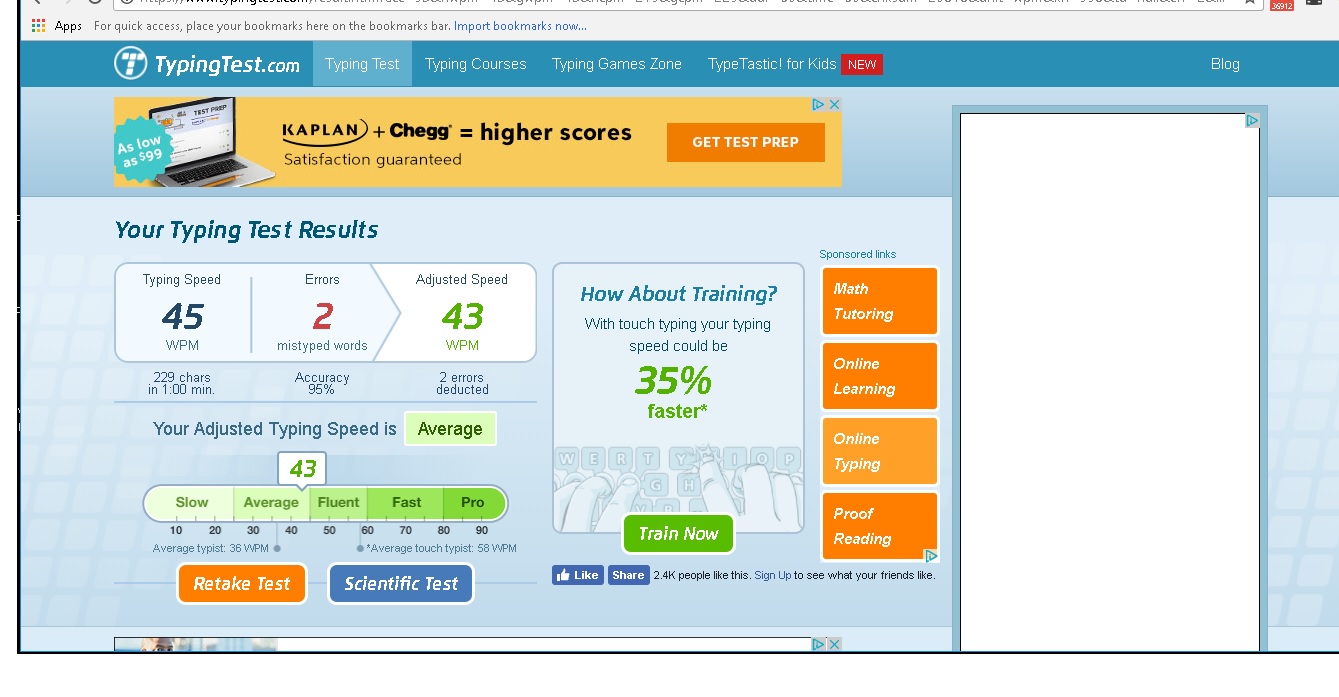 Apps For quick access, place your bookmarks here on the bookmarks bar. Import bookmarks now...
36912
TypingTest.com Typing Test Typing Courses Typing Games Zone TypeTastic! for Kids NEW Blog
As low
as $99
TEST PREP
KAPLAN) + Chegg = higher scores
Satisfaction guaranteed
GET TEST PREP
Your Typing Test Results
Typing Speed
45
WPM
229 chars
in 1:00 min.
Errors
2
mistyped words
Accuracy
95%
Adjusted Speed
43
WPM
2 errors
deducted
Your Adjusted Typing Speed is Average
43
Slow Average Fluent Fast Pro
10 20 30 40 50 60 70 80 90
Average typist: 36 WPM *Average touch typist: 58 WPM
Retake Test Scientific Test
How About Training?
With touch typing your typing
speed could be
35%
faster*
W E R T Y I O P
G H
Train Now
Like Share 2.4K people like this. Sign Up to see what your friends like.
Sponsored links
Math
Tutoring
Online
Learning
Online
Typing
Proof
Reading